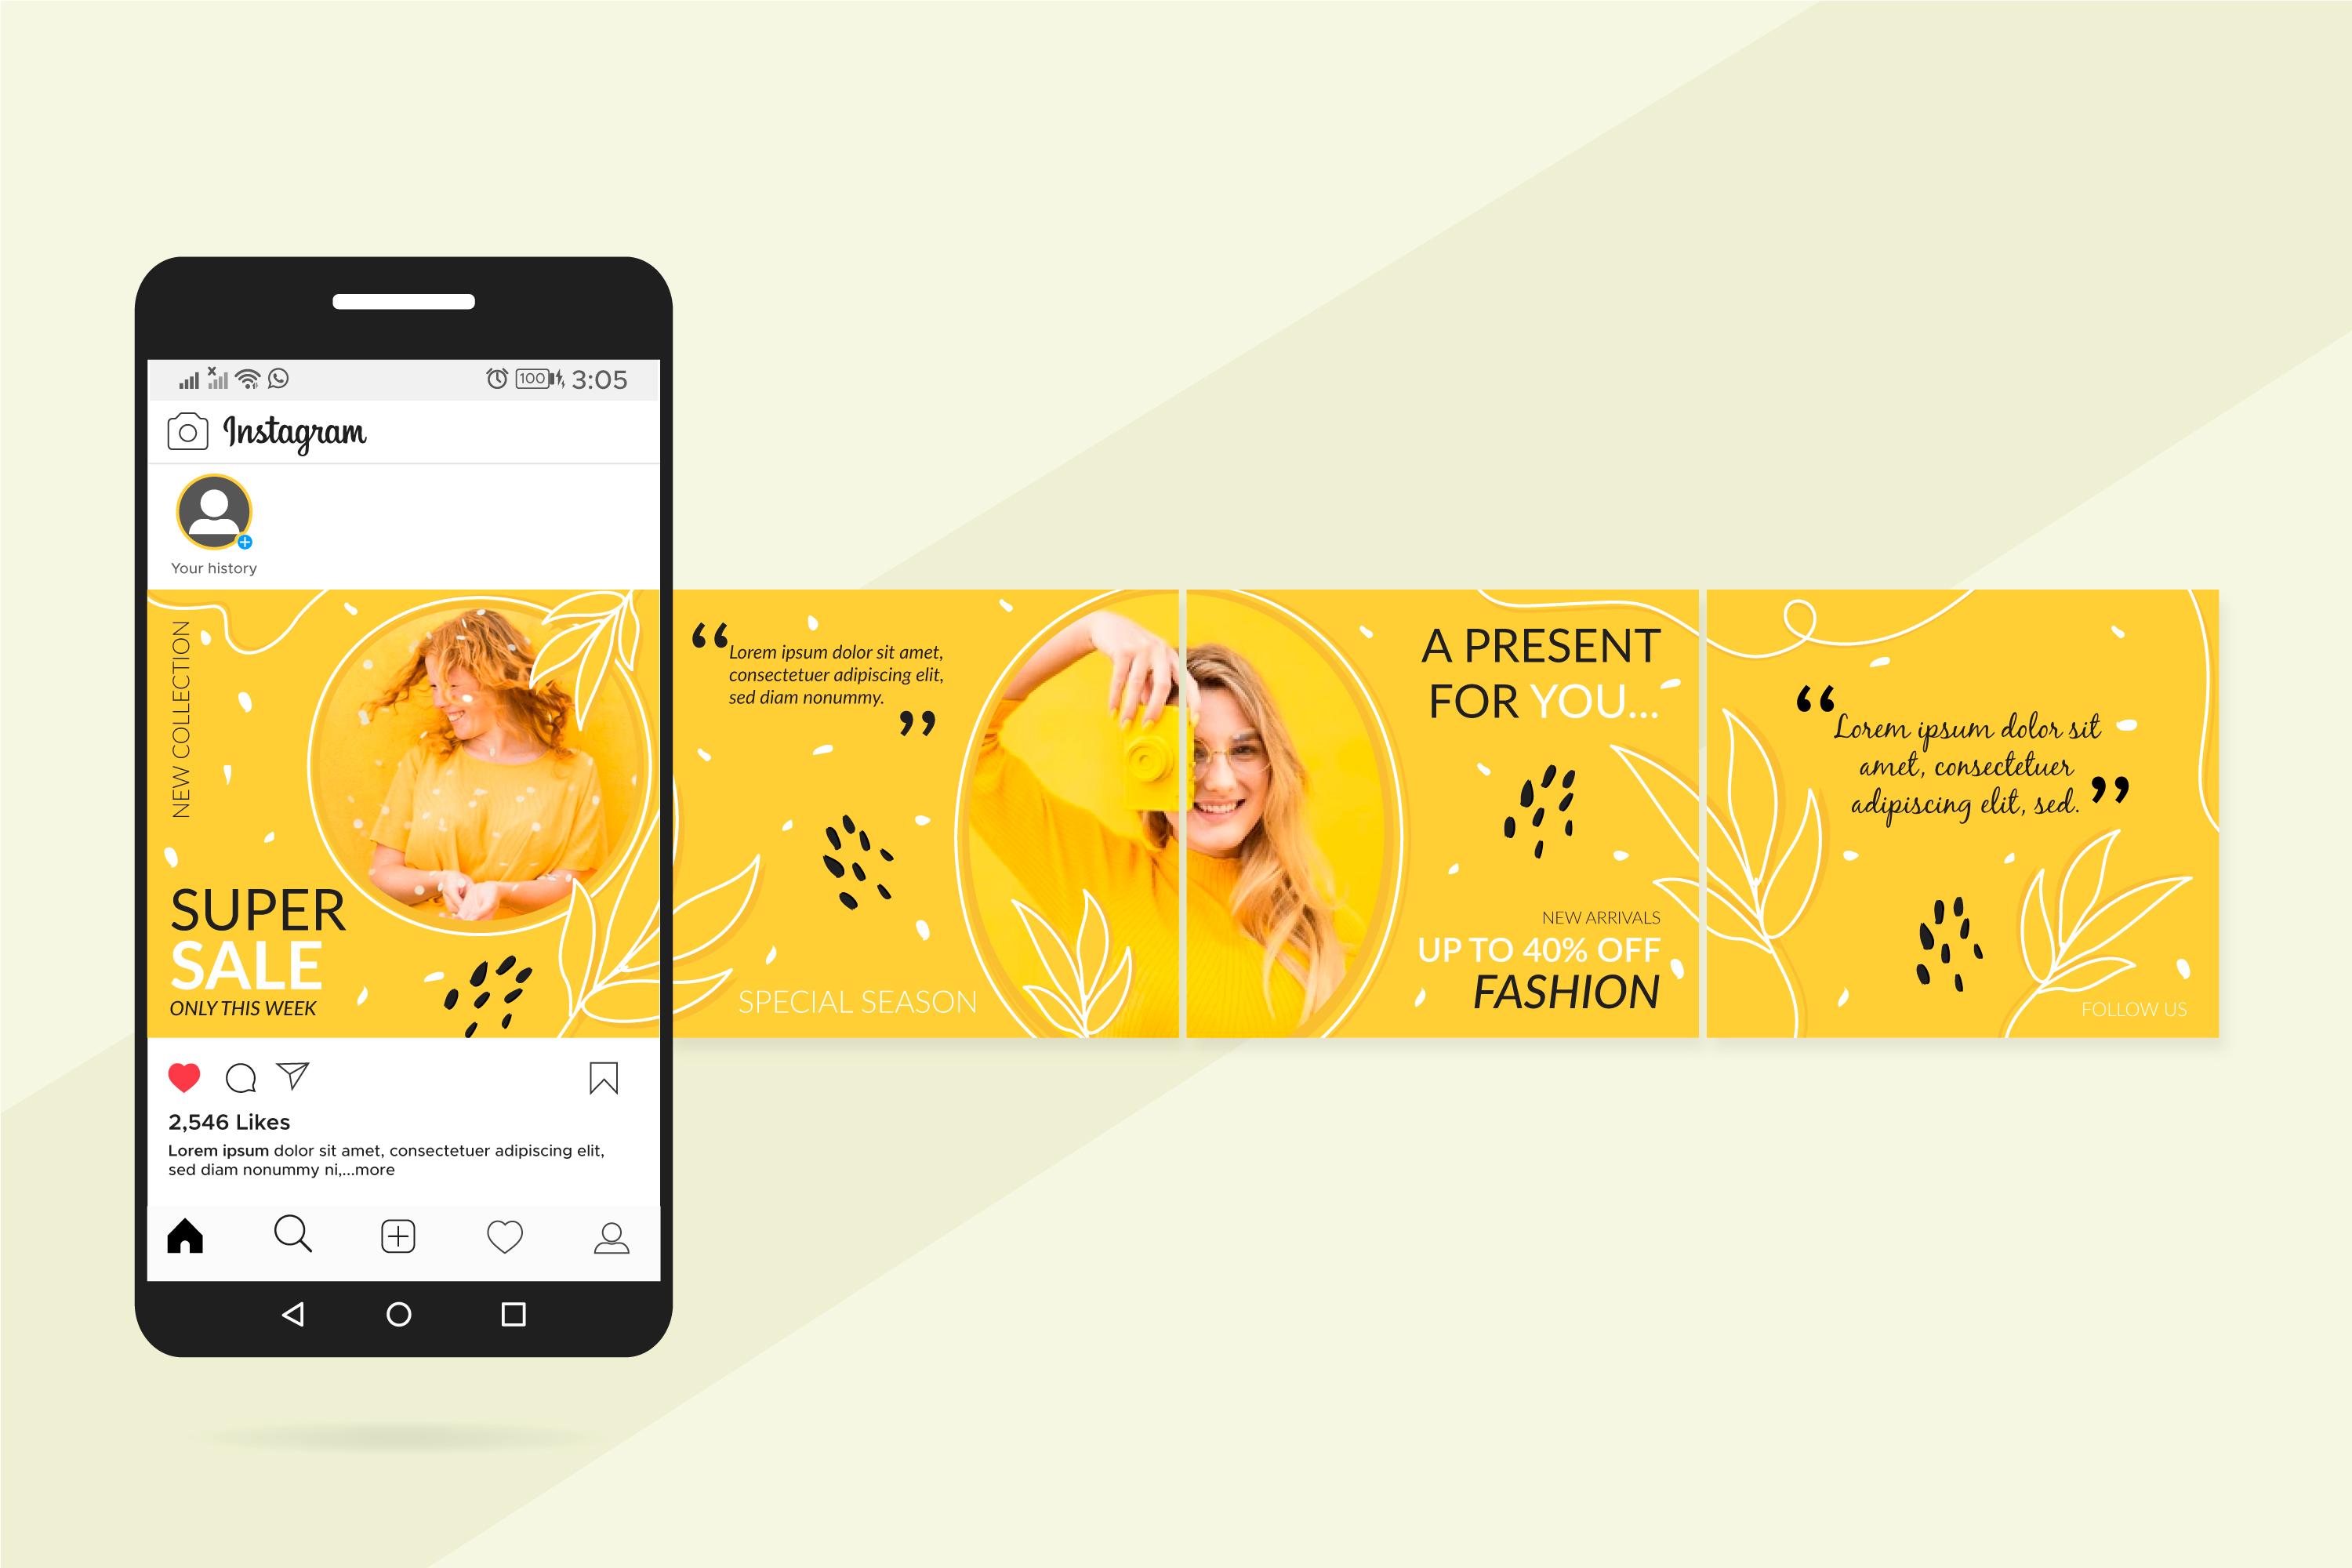 100 3:05
Instagram
Your history
NEW COLLECTION
SUPER
SALE
ONLY THIS WEEK
2,546 Likes
Lorem ipsum dolor sit amet, consectetuer adipiscing elit,
sed diam nonummy ni,...more
“ Lorem ipsum dolor sit amet,
consectetuer adipiscing elit,
sed diam nonummy. ”
SPECIAL SEASON
A PRESENT
FOR YOU...
NEW ARRIVALS
UP TO 40% OFF
FASHION
“ Lorem ipsum dolor sit
amet, consectetuer
adipiscing elit, sed. ”
FOLLOW US